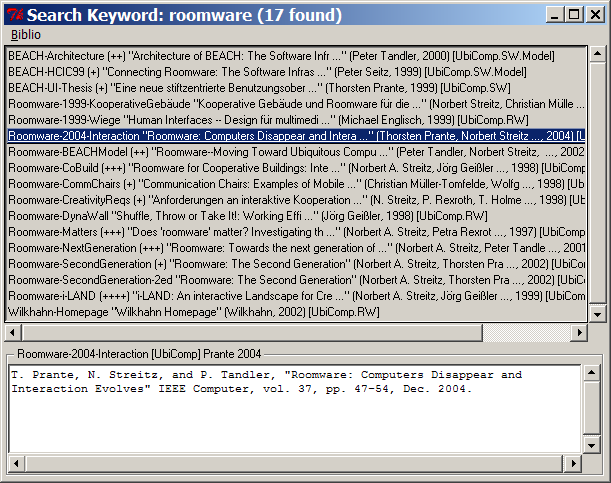 Search Keyword: roomware (17 found)
Biblio
BEACH-Architecture (++) "Architecture of BEACH: The Software Infr ..." (Peter Tandler, 2000) [UbiComp.SW.Model]
BEACH-HCIC99 (+) "Connecting Roomware: The Software Infras ..." (Peter Seitz, 1999) [UbiComp.SW.Model]
BEACH-UI-Thesis (+) "Eine neue stiftzentrierte Benutzungsober ..." (Thorsten Prante, 1999) [UbiComp.SW]
Roomware-1999-KooperativeGebäude "Kooperative Gebäude und Roomware für die ..." (Norbert Streitz, Christian Mülle
Roomware-1999-Wiege "Human Interfaces -- Design für multimedi ..." (Michael Englisch, 1999) [UbiComp.RW]
Roomware-2004-Interaction "Roomware: Computers Disappear and Intera ..." (Thorsten Prante, Norbert Streitz ..., 2004) [U
Roomware-BEACHModel (++) "Roomware--Moving Toward Ubiquitous Compu ..." (Peter Tandler, Norbert Streitz, ..., 2002
Roomware-CoBuild (+++) "Roomware for Cooperative Buildings: Inte ..." (Norbert A. Streitz, Jörg Geißler ..., 1998) [Ub
Roomware-CommChairs (+) "Communication Chairs: Examples of Mobile ..." (Christian Müller-Tomfelde, Wolfg ..., 1998) [Ub
Roomware-CreativityReqs (+) "Anforderungen an interaktive Kooperation ..." (N. Streitz, P. Rexroth, T. Holme ..., 1998) [U
Roomware-DynaWall "Shuffle, Throw or Take It!: Working Effi ..." (Jörg Geißler, 1998) [UbiComp.RW]
Roomware-Matters (+++) "Does 'roomware' matter? Investigating th ..." (Norbert A. Streitz, Petra Rexrot ..., 1997)
Roomware-NextGeneration (+++) "Roomware: Towards the next generation of ..." (Norbert A. Streitz, Peter Tandle ..., 2001
Roomware-SecondGeneration (+) "Roomware: The Second Generation" (Norbert A. Streitz, Thorsten Pra ..., 2002) [UbiCom
Roomware-SecondGeneration-2ed "Roomware: The Second Generation" (Norbert A. Streitz, Thorsten Pra ..., 2002) [UbiCo
Roomware-i-LAND (++++) "i-LAND: An interactive Landscape for Cre ..." (Norbert A. Streitz, Jörg Geißler ..., 1999) [Ubi
Wilkhahn-Homepage "Wilkhahn Homepage" (Wilkhahn, 2002) [UbiComp.RW]
Roomware-2004-Interaction [UbiComp] Prante 2004
T. Prante, N. Streitz, and P. Tandler, "Roomware: Computers Disappear and
Interaction Evolves" IEEE Computer, vol. 37, pp. 47-54, Dec. 2004.